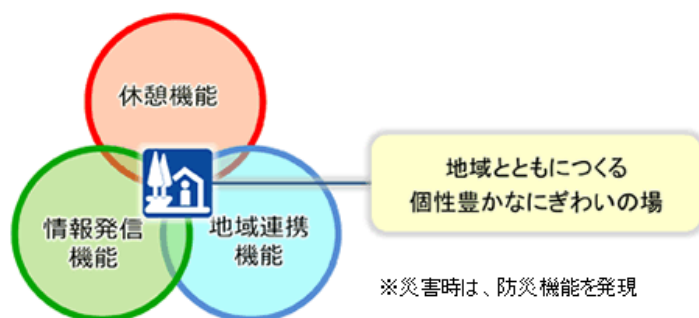 休憩機能
情報発信
機能
地域連携
機能
地域とともにつくる
個性豊かなにぎわいの場
※災害時は、防災機能を発現